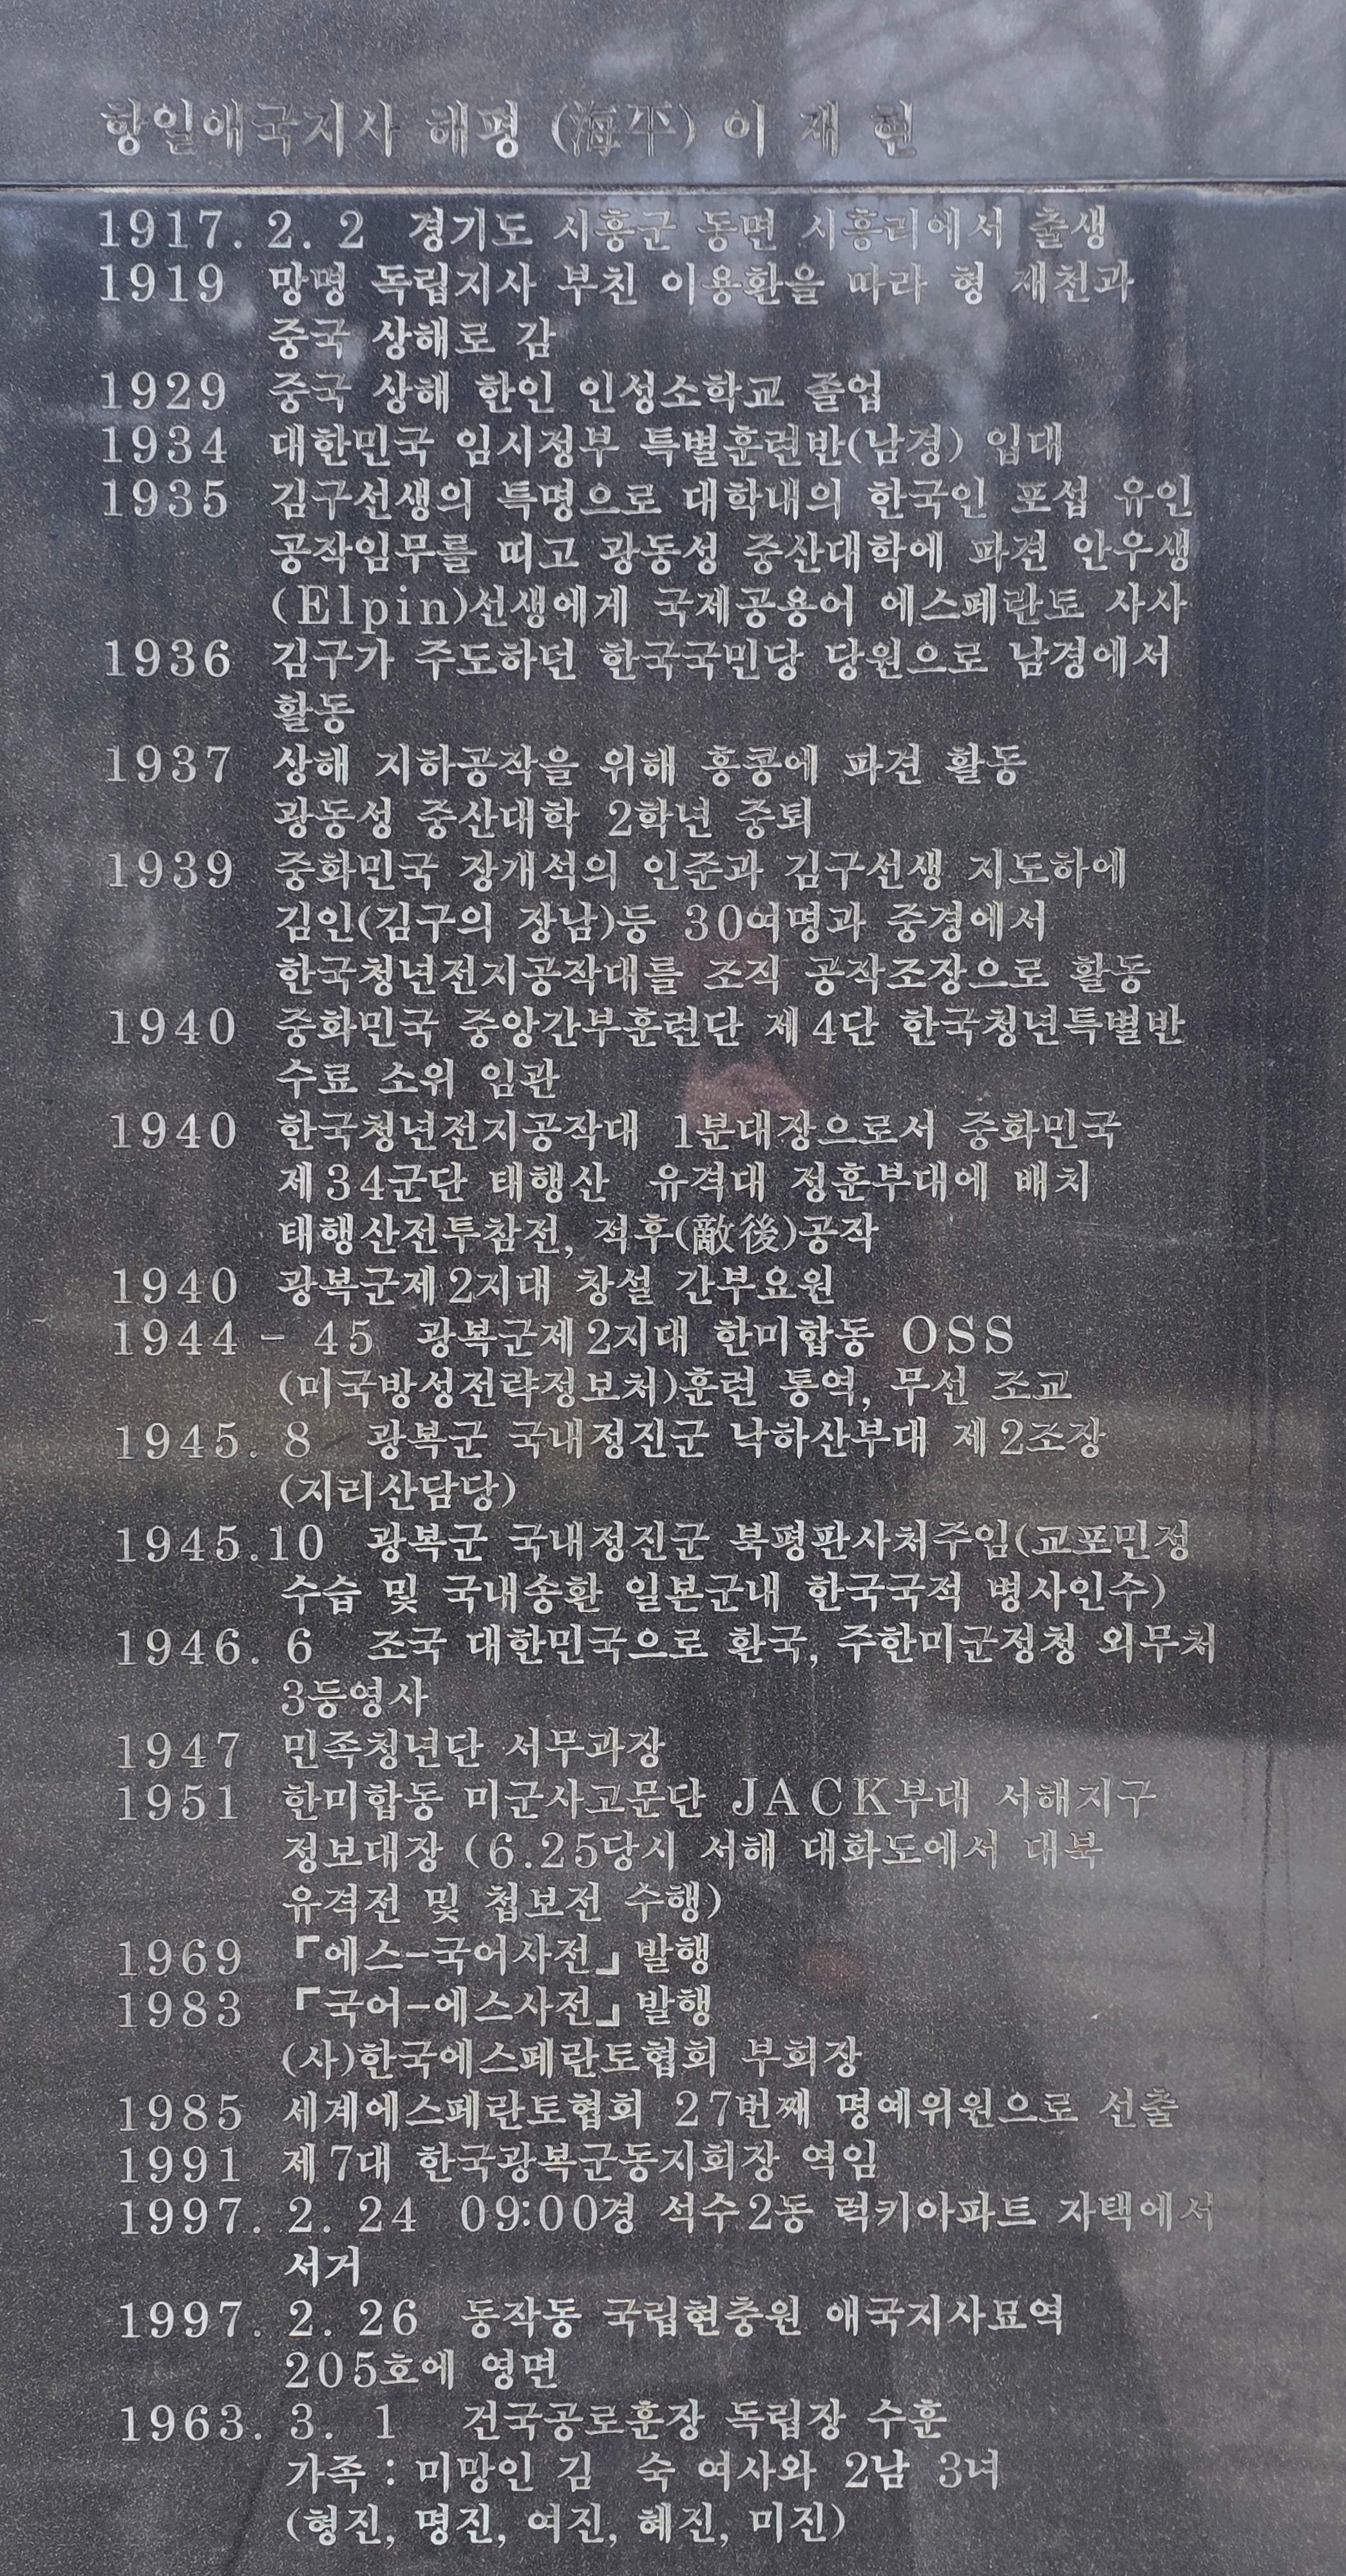 항일애국지사 해평 (海平) 이 재 현
1917. 2. 2 경기도 시흥군 동면 시흥리에서 출생
1919 망명 독립지사 부친 이용환을 따라 형 재천과
중국 상해로 감
1929 중국 상해 한인 인성소학교 졸업
1934 대한민국 임시정부 특별훈련반(남경) 입대
1935 김구선생의 특명으로 대학내의 한국인 포섭 유인
공작임무를 띠고 광동성 중산대학에 파견 안우생
(Elpin)선생에게 국제공용어 에스페란토 사사
1936 김구가 주도하던 한국국민당 당원으로 남경에서
활동
1937 상해 지하공작을 위해 홍콩에 파견 활동
광동성 중산대학 2학년 중퇴
1939 중화민국 장개석의 인준과 김구선생 지도하에
김인(김구의 장남)등 30여명과 중경에서
한국청년전지공작대를 조직 공작조장으로 활동
1940 중화민국 중앙간부훈련단 제4단 한국청년특별반
수료 소위 임관
1940 한국청년전지공작대 1분대장으로서 중화민국
제34군단 태행산 유격대 정훈부대에 배치
태행산전투참전, 적후(敵後)공작
1940 광복군제2지대 창설 간부요원
1944 - 45 광복군제2지대 한미합동 OSS
(미국방성전략정보처)훈련 통역, 무선 조교
1945. 8 광복군 국내정진군 낙하산부대 제2조장
(지리산담당)
1945.10 광복군 국내정진군 북평판사처주임(교포민정
수습 및 국내송환 일본군내 한국국적 병사인수)
1946. 6 조국 대한민국으로 환국, 주한미군정청 외무처
3등영사
1947 민족청년단 서무과장
1951 한미합동 미군사고문단 JACK부대 서해지구
정보대장 (6.25당시 서해 대화도에서 대북
유격전 및 첩보전 수행)
1969 『에스-국어사전』 발행
1983 『국어-에스사전』 발행
(사)한국에스페란토협회 부회장
1985 세계에스페란토협회 27번째 명예위원으로 선출
1991 제7대 한국광복군동지회장 역임
1997. 2. 24 09:00경 석수2동 럭키아파트 자택에서
서거
1997. 2. 26 동작동 국립현충원 애국지사묘역
205호에 영면
1963. 3. 1 건국공로훈장 독립장 수훈
가족 : 미망인 김 숙 여사와 2남 3녀
(형진, 명진, 여진, 혜진, 미진)